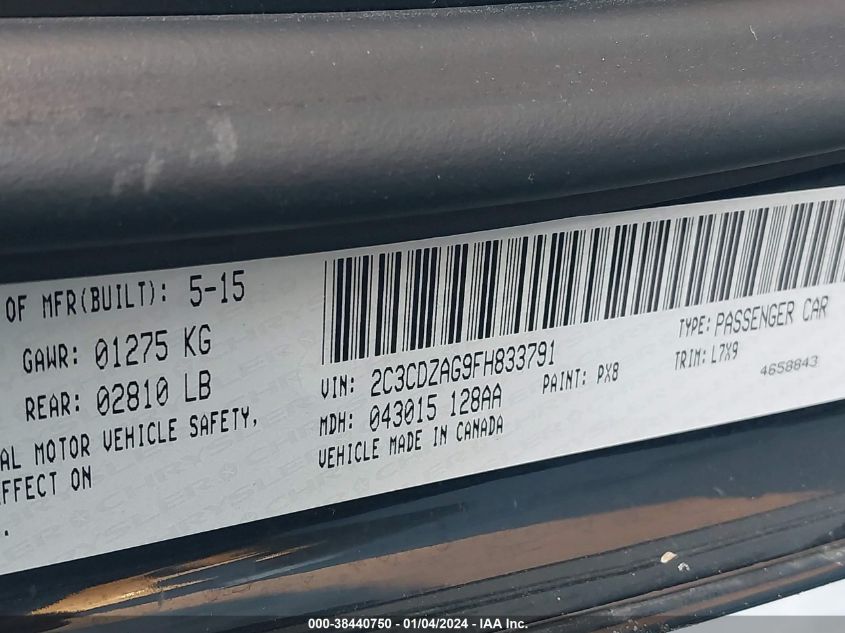 OF MFR(BUILT): 5-15
GAWR: 01275 KG
REAR: 02810 LB
AL MOTOR VEHICLE SAFETY,
EFFECT ON
.
VIN: 2C3CDZAG9FH833791
TYPE: PASSENGER CAR
MDH: 043015 128AA
PAINT: PX8
TRIM: L7X9
VEHICLE MADE IN CANADA
4658843
000-38440750 - 01/04/2024 - IAA Inc.